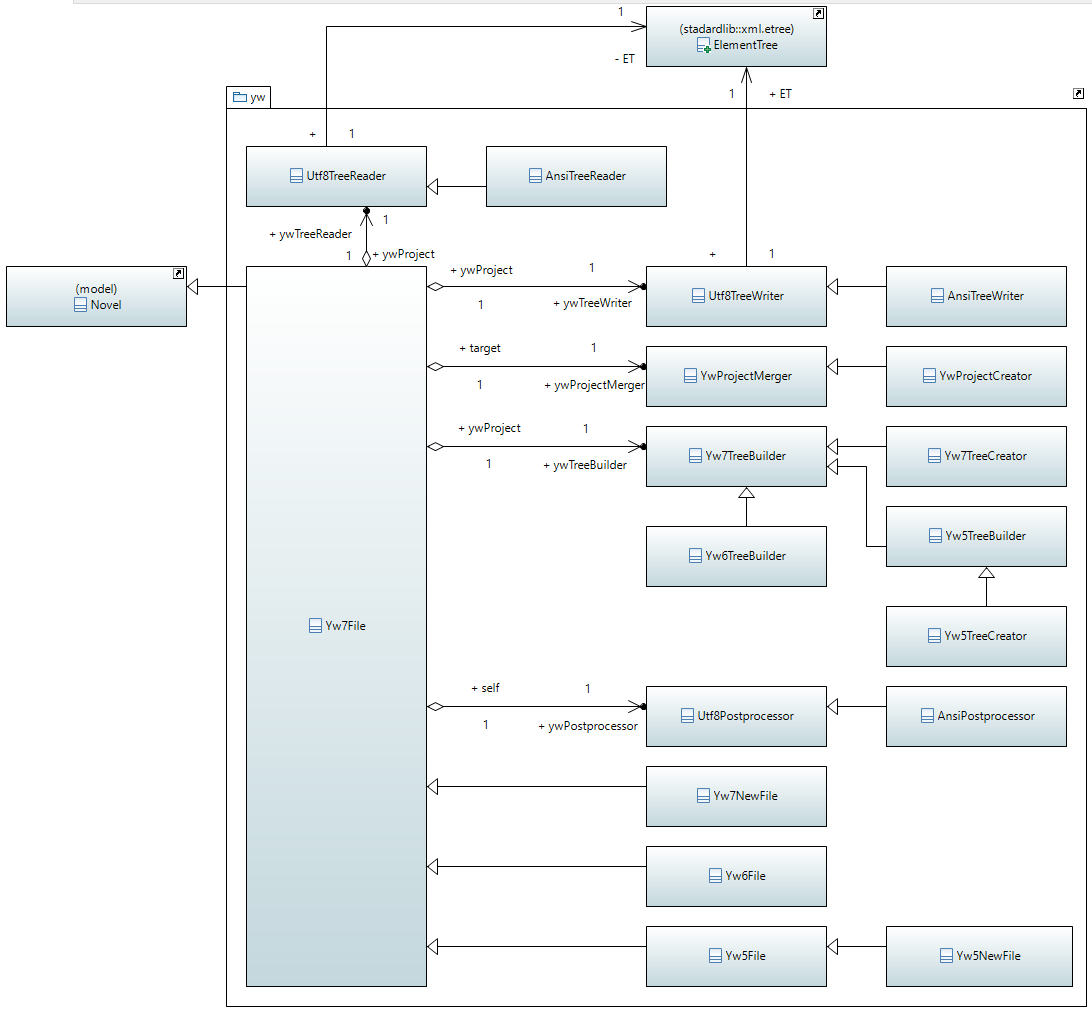 1
(stadardlib::xml.etree)
ElementTree
- ET
1
+ ET
yw
+
1
Utf8TreeReader
AnsiTreeReader
1
+ ywTreeReader
1
+ ywProject
+
1
(model)
Novel
+ ywProject
1
1
+ ywTreeWriter
Utf8TreeWriter
AnsiTreeWriter
+ target
1
1
+ ywProjectMerger
YwProjectMerger
YwProjectCreator
+ ywProject
1
1
+ ywTreeBuilder
Yw7TreeBuilder
Yw7TreeCreator
Yw6TreeBuilder
Yw5TreeBuilder
Yw7File
Yw5TreeCreator
+ self
1
1
+ ywPostprocessor
Utf8Postprocessor
AnsiPostprocessor
Yw7NewFile
Yw6File
Yw5File
Yw5NewFile